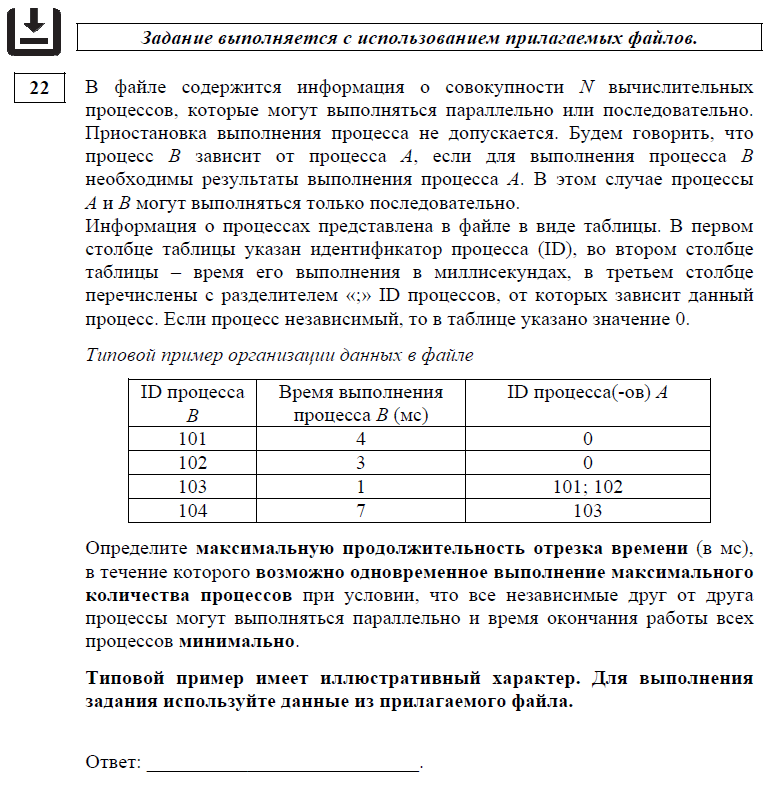 Задание выполняется с использованием прилагаемых файлов.
22
В файле содержится информация о совокупности N вычислительных
процессов, которые могут выполняться параллельно или последовательно.
Приостановка выполнения процесса не допускается. Будем говорить, что
процесс B зависит от процесса A, если для выполнения процесса B
необходимы результаты выполнения процесса A. В этом случае процессы
A и B могут выполняться только последовательно.
Информация о процессах представлена в файле в виде таблицы. В первом
столбце таблицы указан идентификатор процесса (ID), во втором столбце
таблицы – время его выполнения в миллисекундах, в третьем столбце
перечислены с разделителем «;» ID процессов, от которых зависит данный
процесс. Если процесс независимый, то в таблице указано значение 0.
Типовой пример организации данных в файле
ID процесса B Время выполнения процесса B (мс) ID процесса(-ов) A
101 4 0
102 3 0
103 1 101; 102
104 7 103
Определите максимальную продолжительность отрезка времени (в мс),
в течение которого возможно одновременное выполнение максимального
количества процессов при условии, что все независимые друг от друга
процессы могут выполняться параллельно и время окончания работы всех
процессов минимально.
Типовой пример имеет иллюстративный характер. Для выполнения
задания используйте данные из прилагаемого файла.
Ответ: ___________________________.